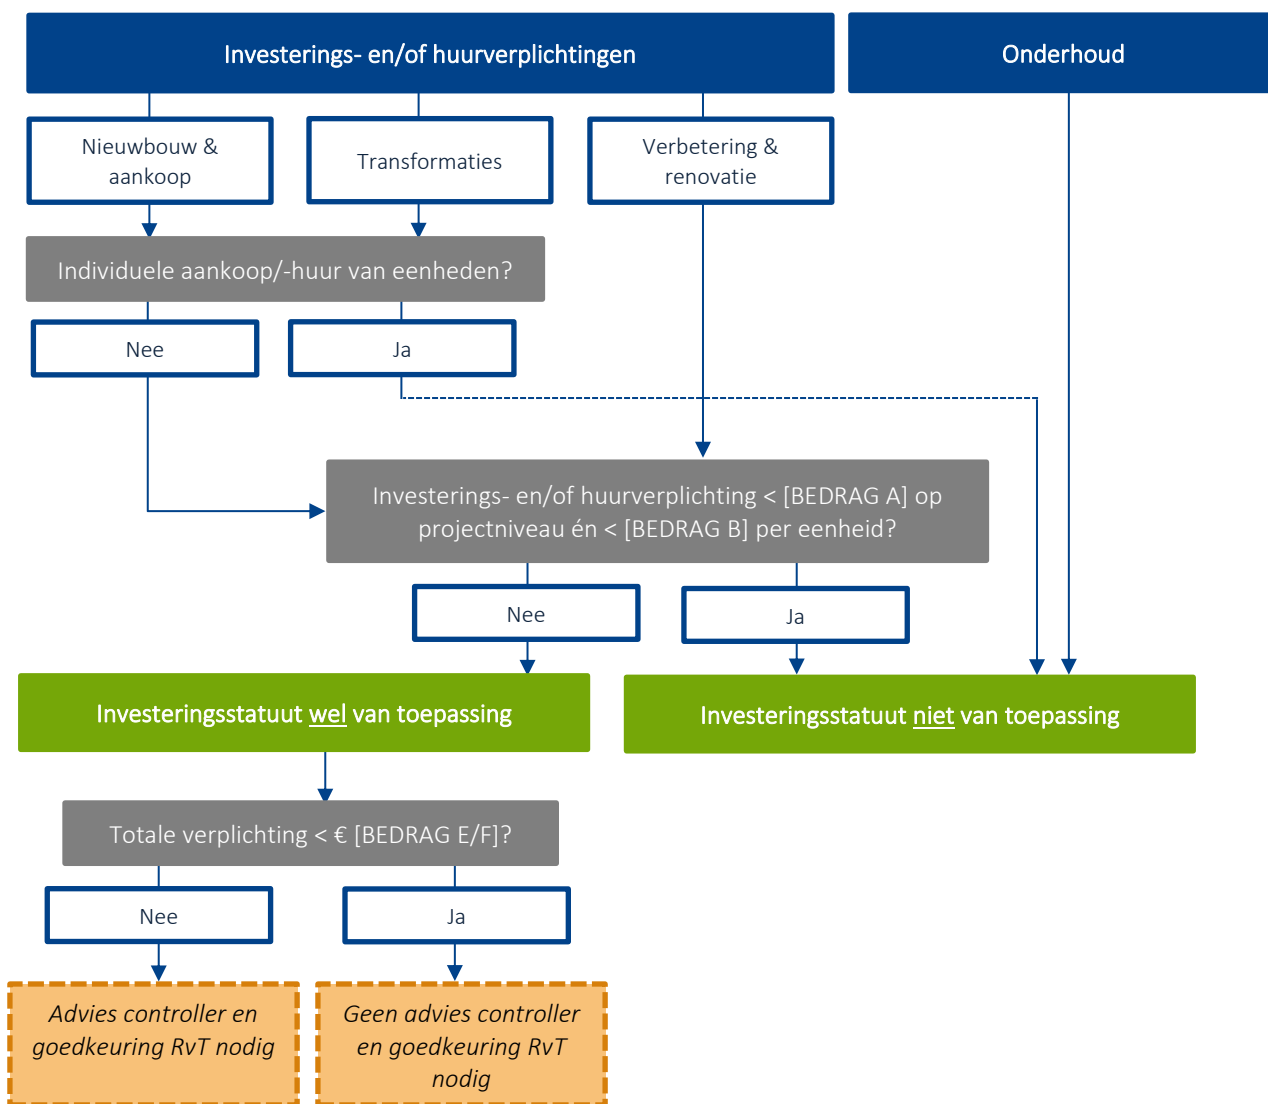 Investerings- en/of huurverplichtingen
Onderhoud
Nieuwbouw &
aankoop
Transformaties
Verbetering &
renovatie
Individuele aankoop/-huur van eenheden?
Nee
Ja
Investerings- en/of huurverplichting < [BEDRAG A] op
projectniveau én < [BEDRAG B] per eenheid?
Nee
Ja
Investeringsstatuut wel van toepassing
Investeringsstatuut niet van toepassing
Totale verplichting < € [BEDRAG E/F]?
Nee
Ja
Advies controller en
goedkeuring RvT nodig
Geen advies controller
en goedkeuring RvT
nodig